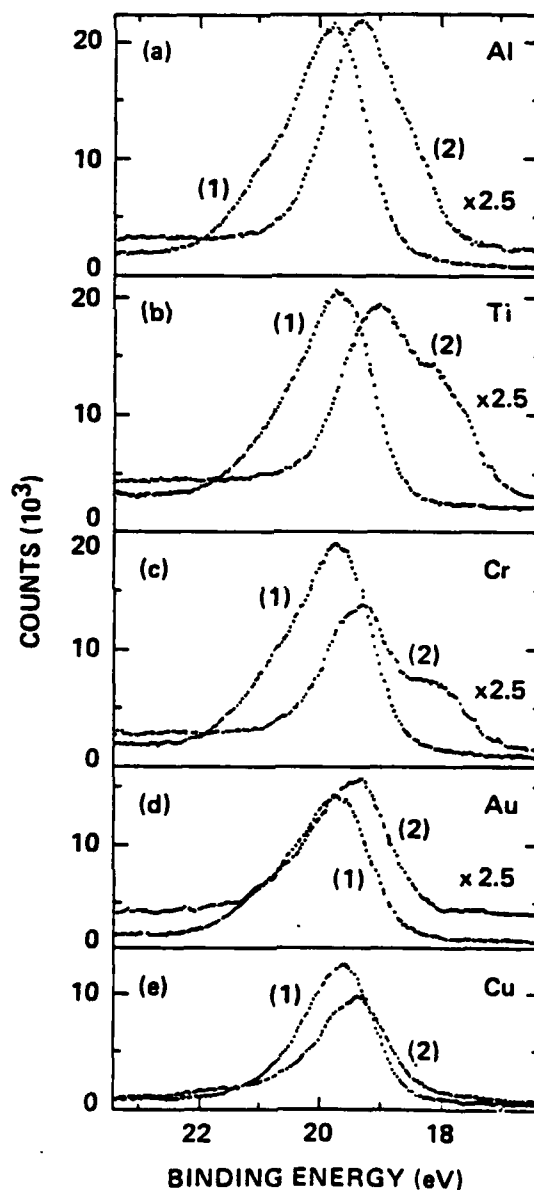 (a) Al
20
(1)
(2)
10
x2.5
0
(b) Ti
20
(1)
(2)
x2.5
10
0
(c) Cr
20
(1)
(2)
10
x2.5
0
(d) Au
(2)
10
(1)
x 2.5
0
(e) Cu
(1)
10
(2)
0
22 20 18
COUNTS (10³)
BINDING ENERGY (eV)